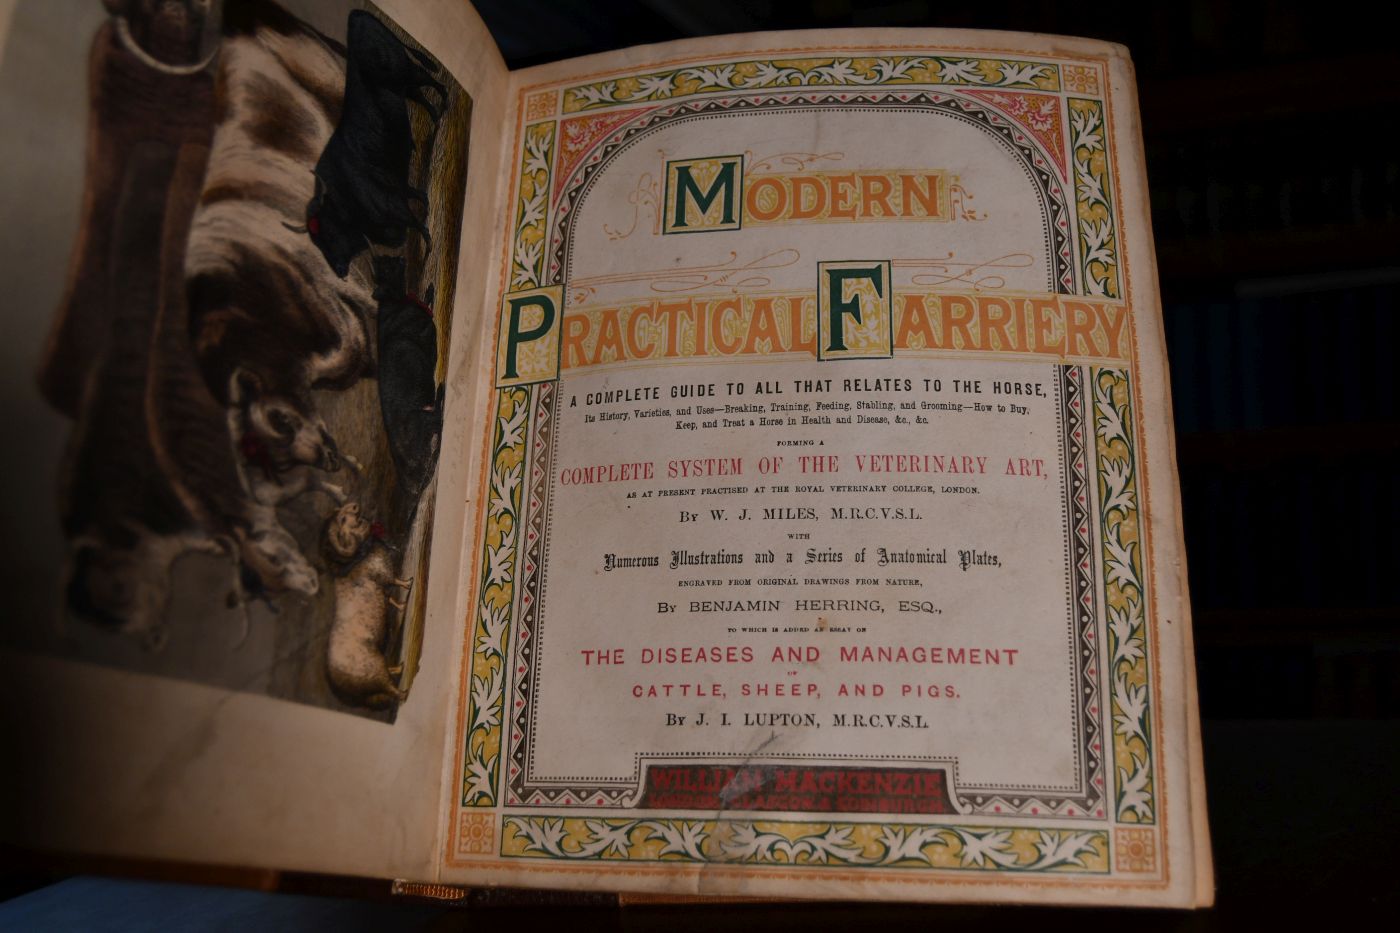 MODERN
PRACTICAL FARRIERY
A COMPLETE GUIDE TO ALL THAT RELATES TO THE HORSE,
Its History, Varieties, and Uses—Breaking, Training, Feeding, Stabling, and Grooming—How to Buy,
Keep, and Treat a Horse in Health and Disease, &c., &c.
FORMING A
COMPLETE SYSTEM OF THE VETERINARY ART,
AS AT PRESENT PRACTISED AT THE ROYAL VETERINARY COLLEGE, LONDON.
By W. J. MILES, M.R.C.V.S.L.
WITH
Numerous Illustrations and a Series of Anatomical Plates,
ENGRAVED FROM ORIGINAL DRAWINGS FROM NATURE,
By BENJAMIN HERRING, ESQ.,
TO WHICH IS ADDED AN ESSAY ON
THE DISEASES AND MANAGEMENT
OF
CATTLE, SHEEP, AND PIGS.
By J. I. LUPTON, M.R.C.V.S.L.
WILLIAM MACKENZIE
LONDON, GLASGOW & EDINBURGH